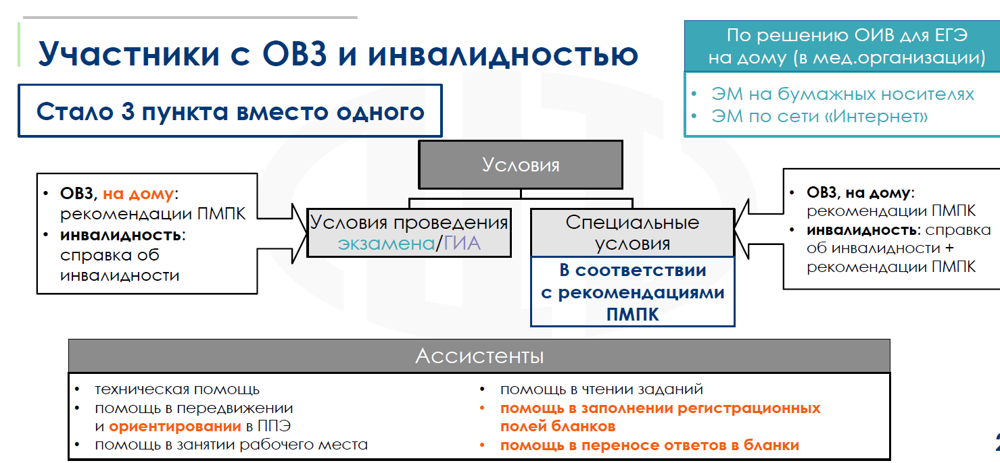 Участники с ОВЗ и инвалидностью
По решению ОИВ для ЕГЭ
на дому (в мед.организации)
• ЭМ на бумажных носителях
• ЭМ по сети «Интернет»
Стало 3 пункта вместо одного
Условия
• ОВЗ, на дому:
рекомендации ПМПК
• инвалидность:
справка об
инвалидности
Условия проведения
экзамена/ГИА
Специальные
условия
В соответствии
с рекомендациями
ПМПК
• ОВЗ, на дому:
рекомендации ПМПК
• инвалидность: справка
об инвалидности +
рекомендации ПМПК
Ассистенты
• техническая помощь
• помощь в передвижении
и ориентировании в ППЭ
• помощь в занятии рабочего места
• помощь в чтении заданий
• помощь в заполнении регистрационных
полей бланков
• помощь в переносе ответов в бланки